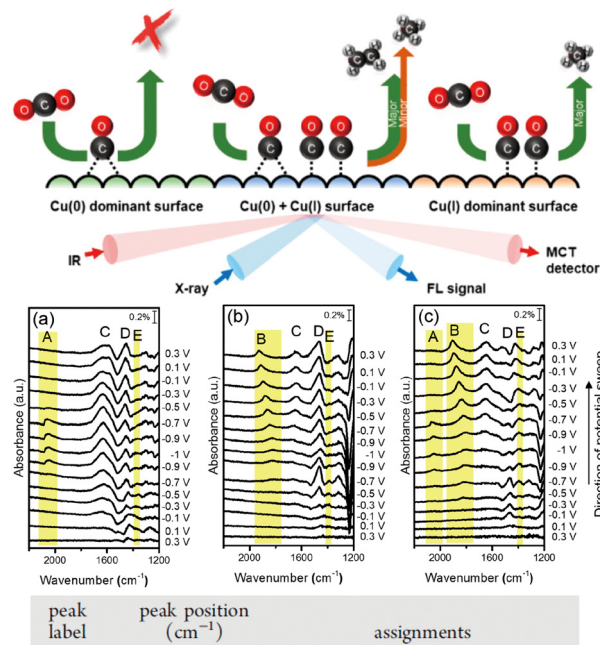 O C O
O
C
O C O
O O O
C C C
Major
Minor
O C O
O O
C C
Major
Cu(0) dominant surface
Cu(0) + Cu(I) surface
Cu(I) dominant surface
IR
X-ray
FL signal
MCT
detector
(a)
0.2%
A
C
D
E
0.3 V
0.1 V
-0.1 V
-0.3 V
-0.5 V
-0.7 V
-0.9 V
-1 V
-0.9 V
-0.7 V
-0.5 V
-0.3 V
-0.1 V
0.1 V
0.3 V
Absorbance (a.u.)
2000 1600 1200
Wavenumber (cm⁻¹)
(b)
0.2%
B
C
D
E
0.3 V
0.1 V
-0.1 V
-0.3 V
-0.5 V
-0.7 V
-0.9 V
-1 V
-0.9 V
-0.7 V
-0.5 V
-0.3 V
-0.1 V
0.1 V
0.3 V
Absorbance (a.u.)
2000 1600 1200
Wavenumber (cm⁻¹)
(c)
0.2%
A
B
C
D
E
0.3 V
0.1 V
-0.1 V
-0.3 V
-0.5 V
-0.7 V
-0.9 V
-1 V
-0.9 V
-0.7 V
-0.5 V
-0.3 V
-0.1 V
0.1 V
0.3 V
Absorbance (a.u.)
2000 1600 1200
Wavenumber (cm⁻¹)
Direction of potential sweep
peak peak position
label (cm⁻¹) assignments